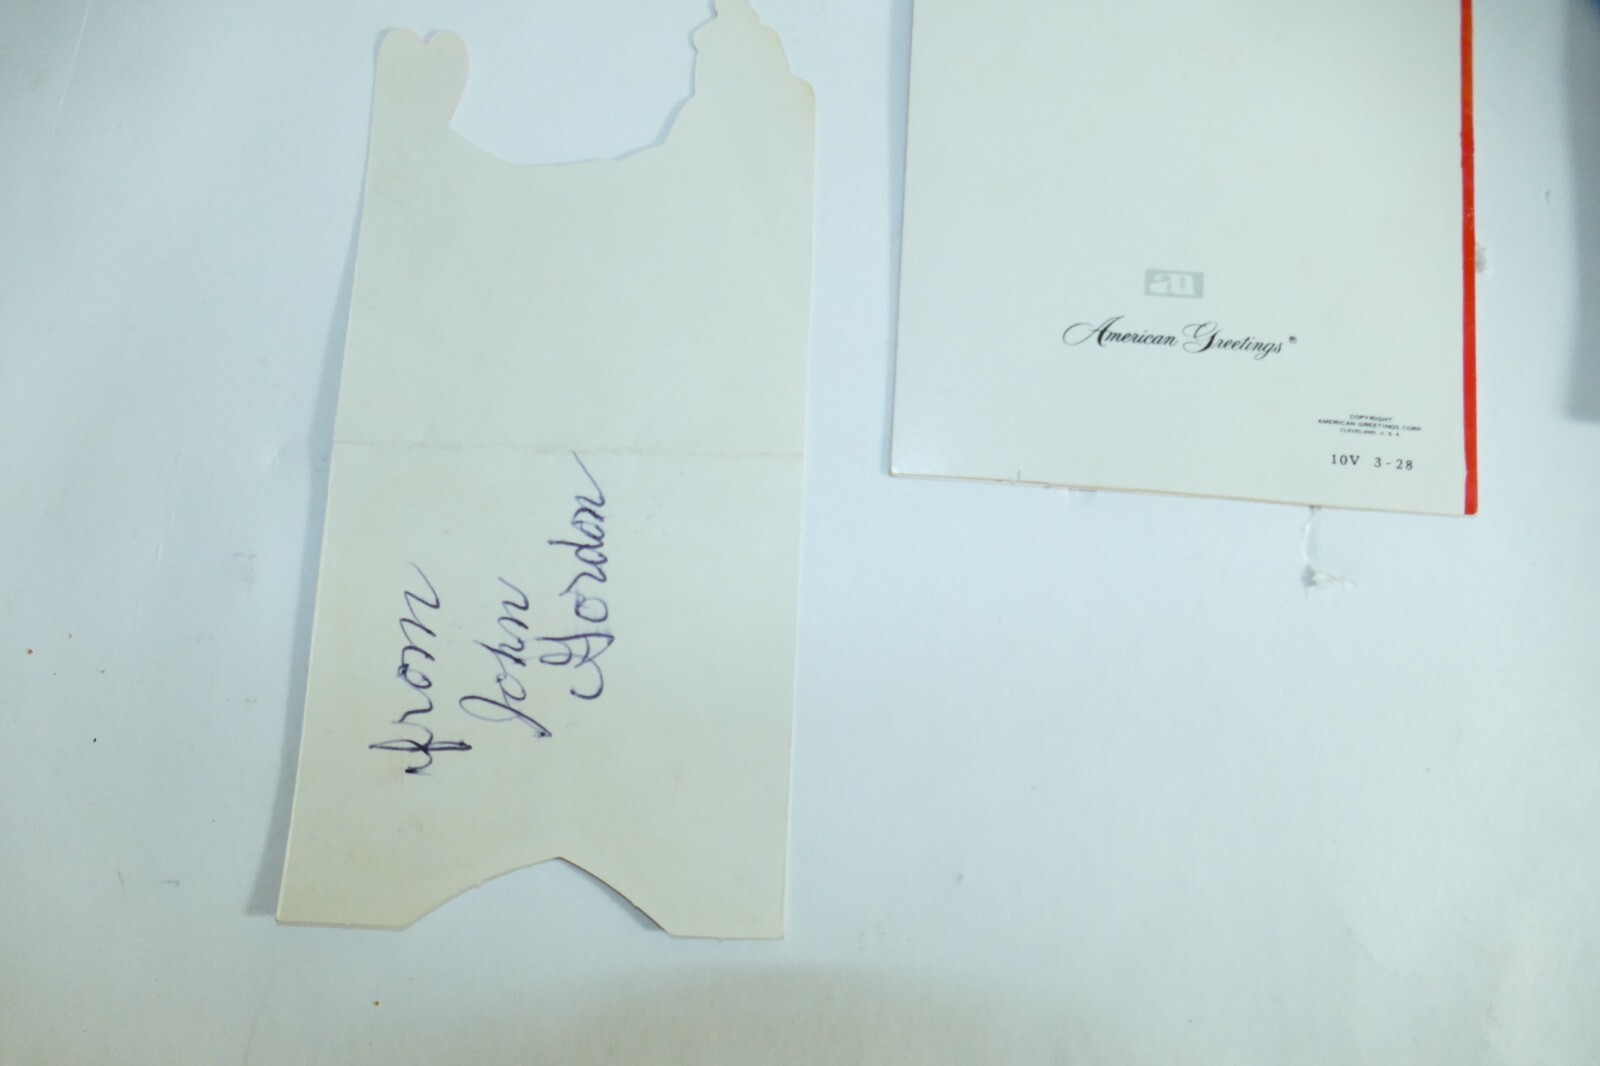 from
John
Gordon
American Greetings®
COPYRIGHT
AMERICAN GREETINGS CORP
CLEVELAND, U.S.A.
10V 3-28